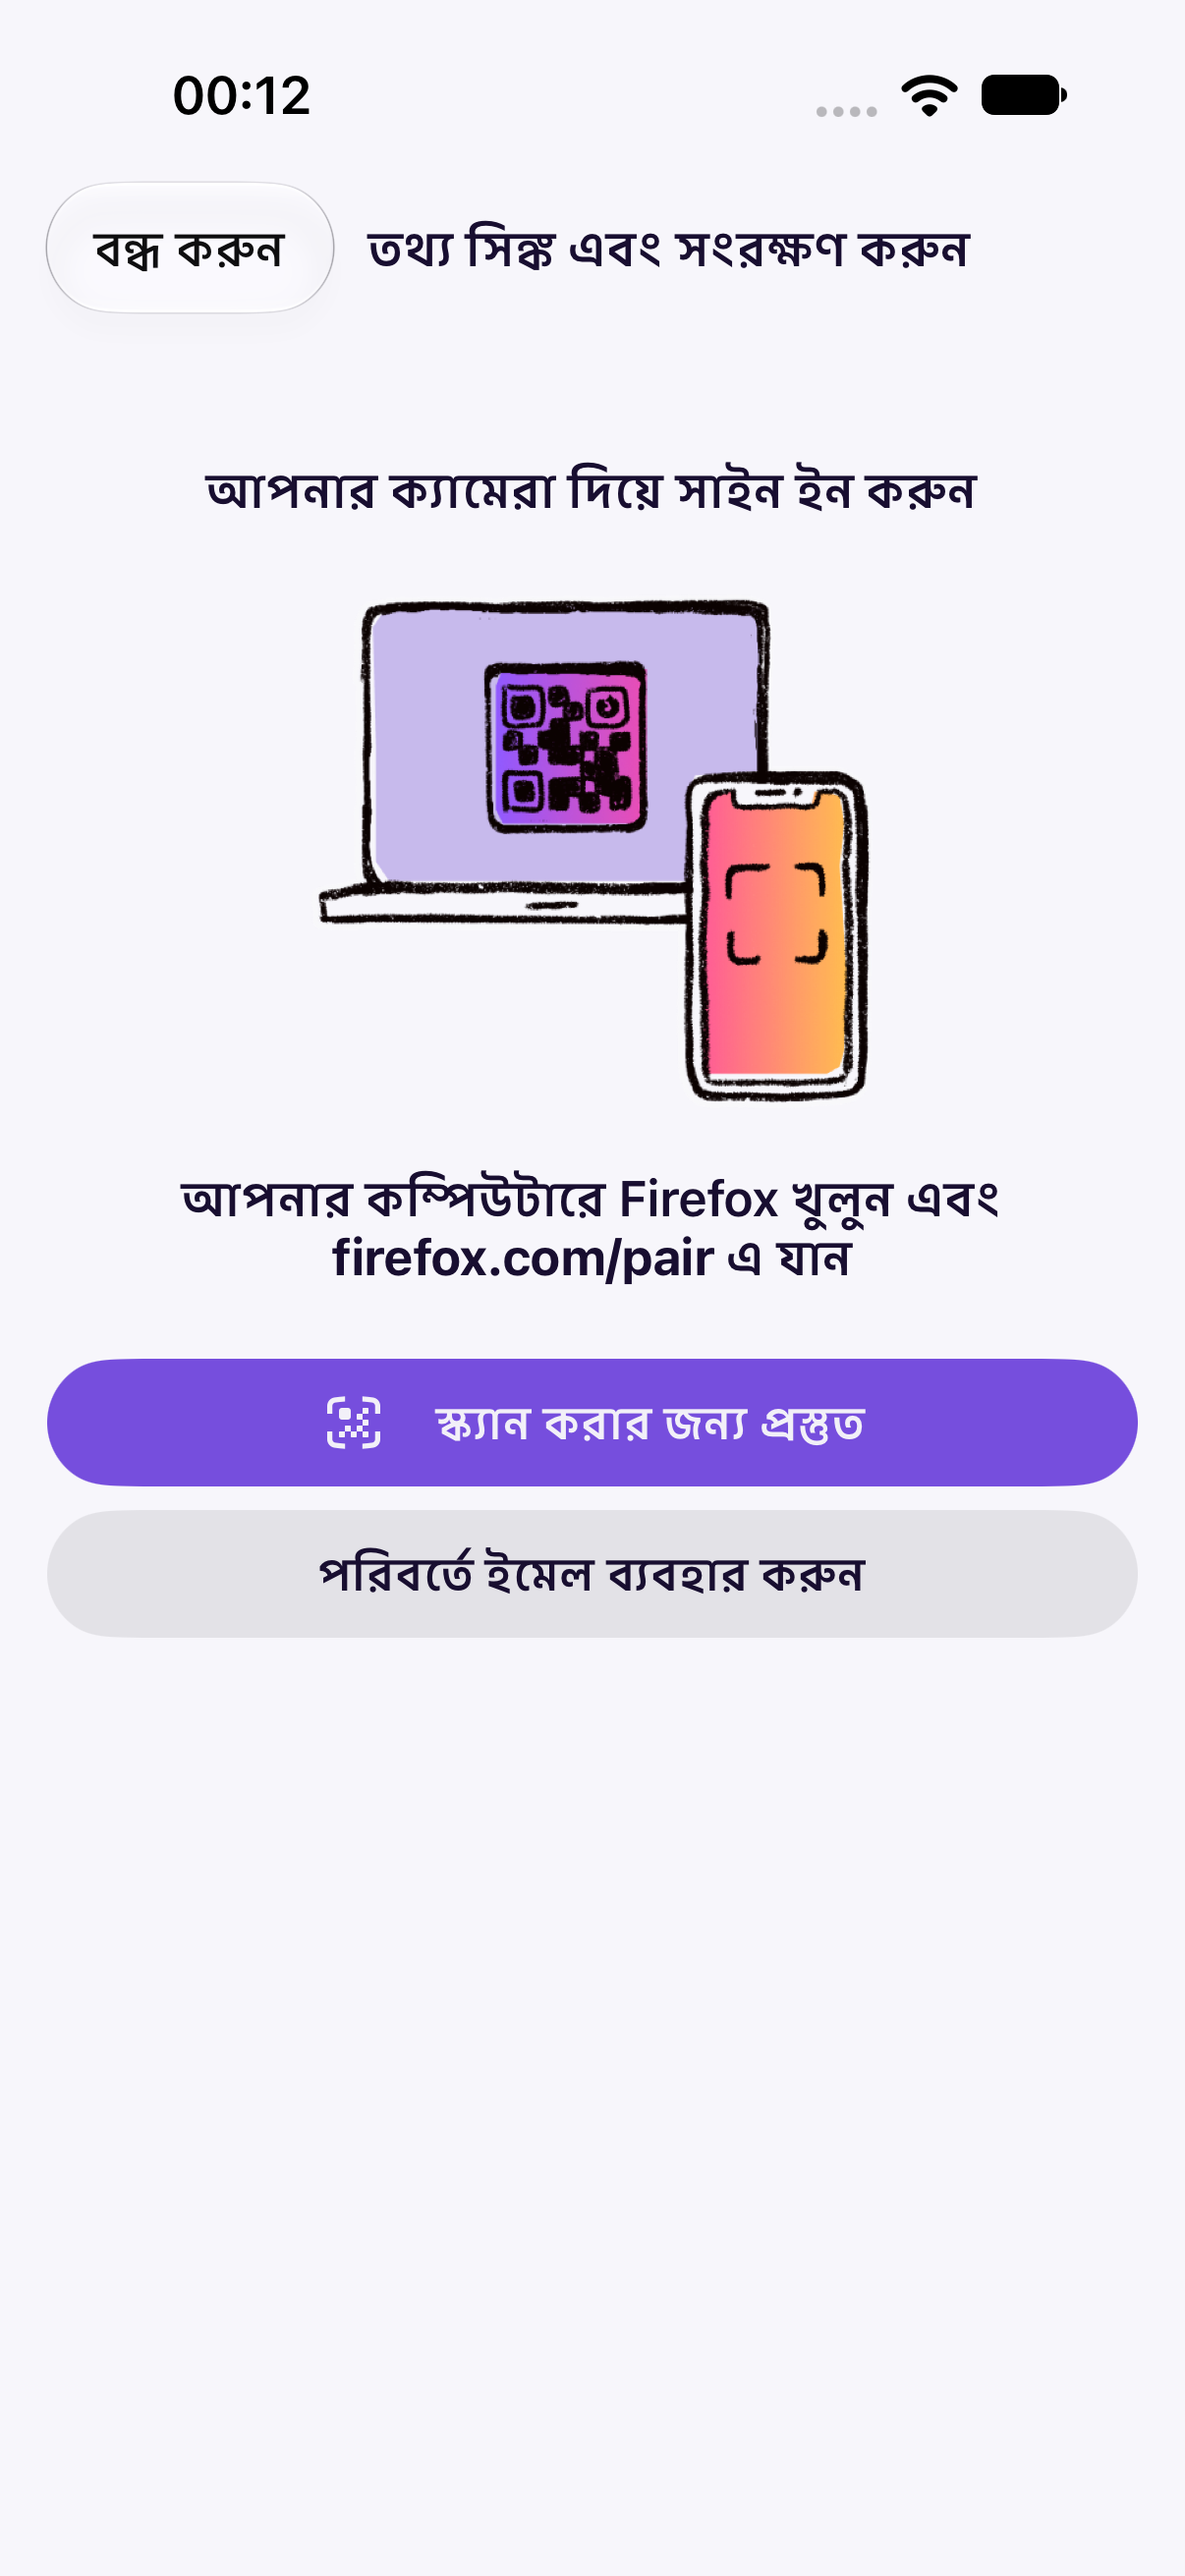 00:12
বন্ধ করুন
তথ্য সিঙ্ক এবং সংরক্ষণ করুন
আপনার ক্যামেরা দিয়ে সাইন ইন করুন
আপনার কম্পিউটারে Firefox খুলুন এবং
firefox.com/pair এ যান
স্ক্যান করার জন্য প্রস্তুত
পরিবর্তে ইমেল ব্যবহার করুন